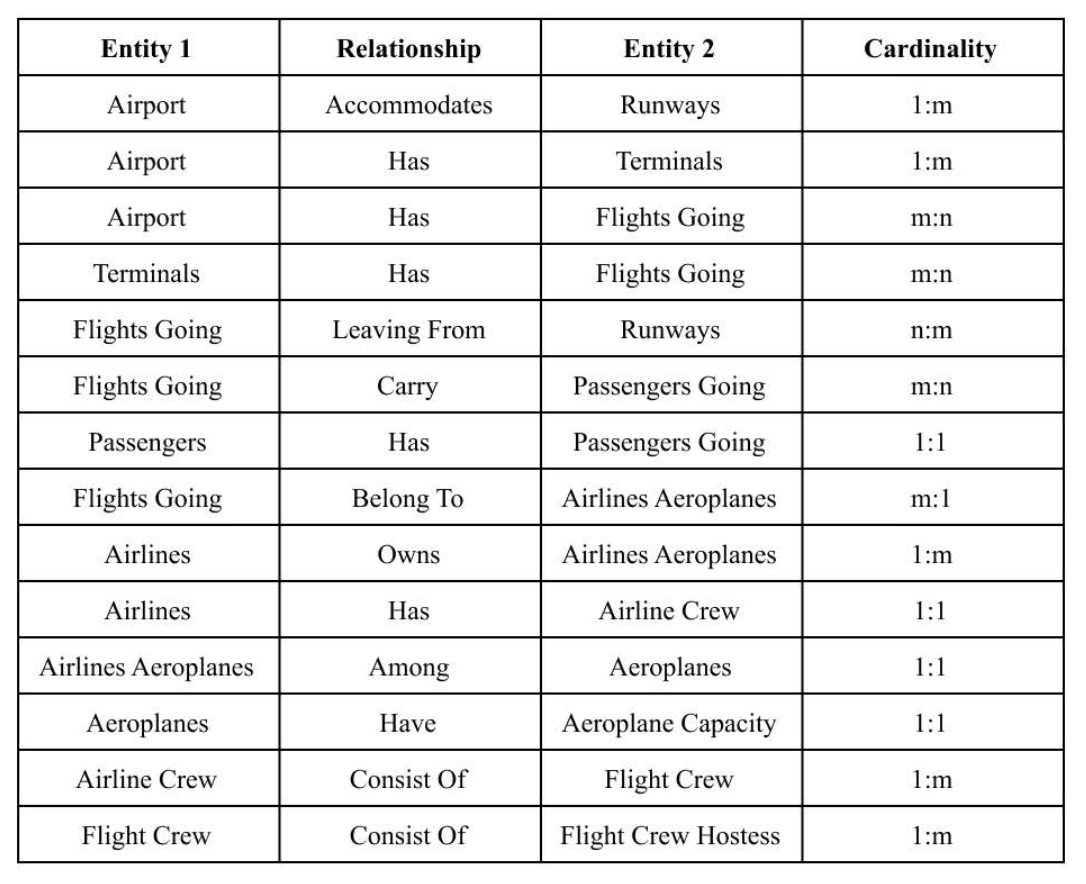 Entity 1 Relationship Entity 2 Cardinality
Airport Accommodates Runways 1:m
Airport Has Terminals 1:m
Airport Has Flights Going m:n
Terminals Has Flights Going m:n
Flights Going Leaving From Runways n:m
Flights Going Carry Passengers Going m:n
Passengers Has Passengers Going 1:1
Flights Going Belong To Airlines Aeroplanes m:1
Airlines Owns Airlines Aeroplanes 1:m
Airlines Has Airline Crew 1:1
Airlines Aeroplanes Among Aeroplanes 1:1
Aeroplanes Have Aeroplane Capacity 1:1
Airline Crew Consist Of Flight Crew 1:m
Flight Crew Consist Of Flight Crew Hostess 1:m